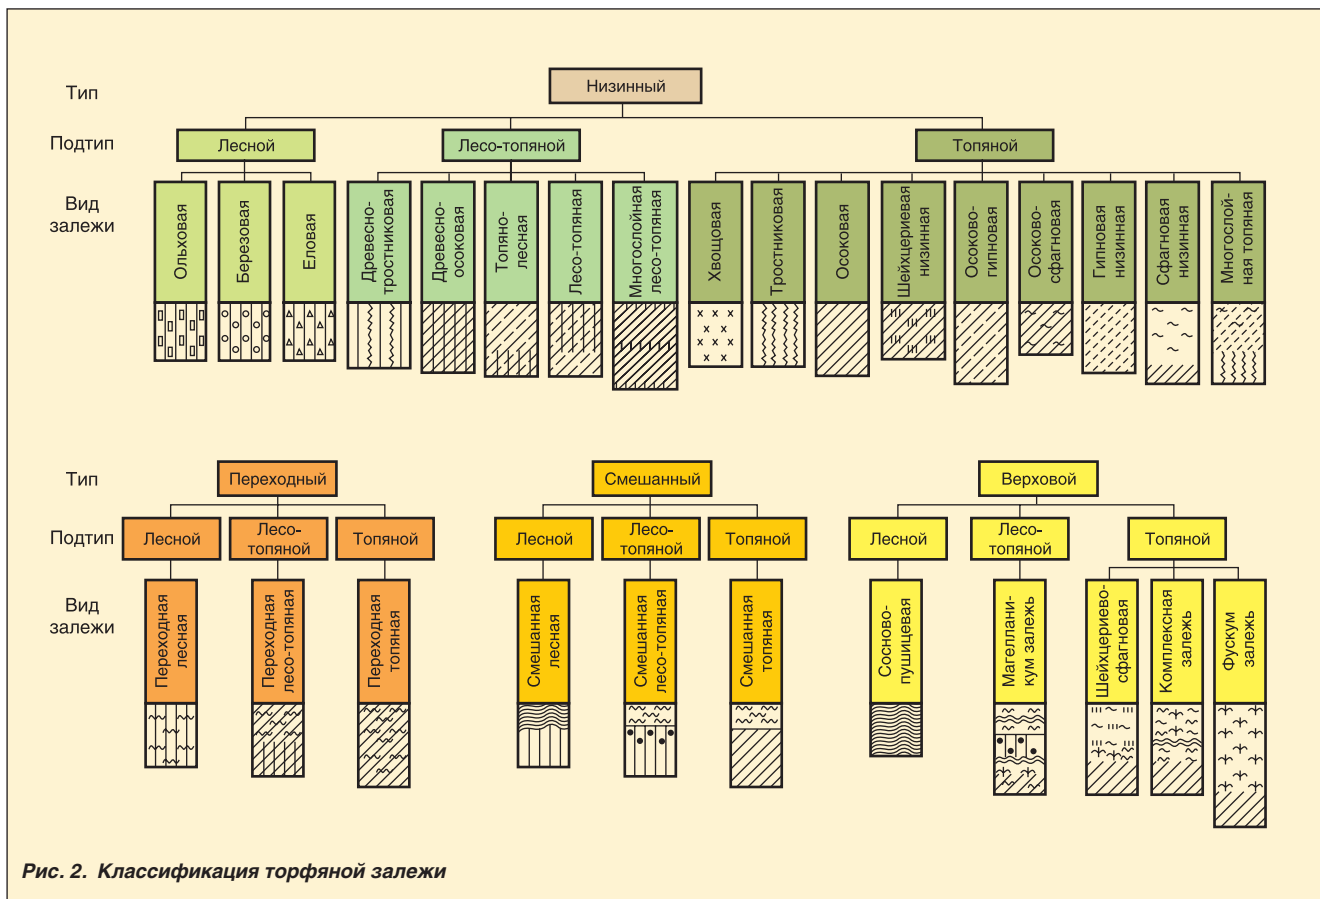 Тип
Низинный
Подтип
Лесной
Лесо-топяной
Топяной
Вид
залежи
Ольховая
Березовая
Еловая
Древесно-
тростниковая
Древесно-
осоковая
Топяно-
лесная
Лесо-топяная
Многослойная
лесо-топяная
Хвощовая
Тростниковая
Осоковая
Шейхцериевая
низинная
Осоково-
гипновая
Осоково-
сфагновая
Гипновая
низинная
Сфагновая
низинная
Многослой-
ная топяная
Тип
Переходный
Смешанный
Верховой
Подтип
Лесной
Лесо-
топяной
Топяной
Лесной
Лесо-
топяной
Топяной
Лесной
Лесо-
топяной
Топяной
Вид
залежи
Переходная
лесная
Переходная
лесо-топяная
Переходная
топяная
Смешанная
лесная
Смешанная
лесо-топяная
Смешанная
топяная
Сосново-
пушицевая
Магеллани-
кум залежь
Шейхцериево-
сфагновая
Комплексная
залежь
Фускум
залежь
Рис. 2. Классификация торфяной залежи